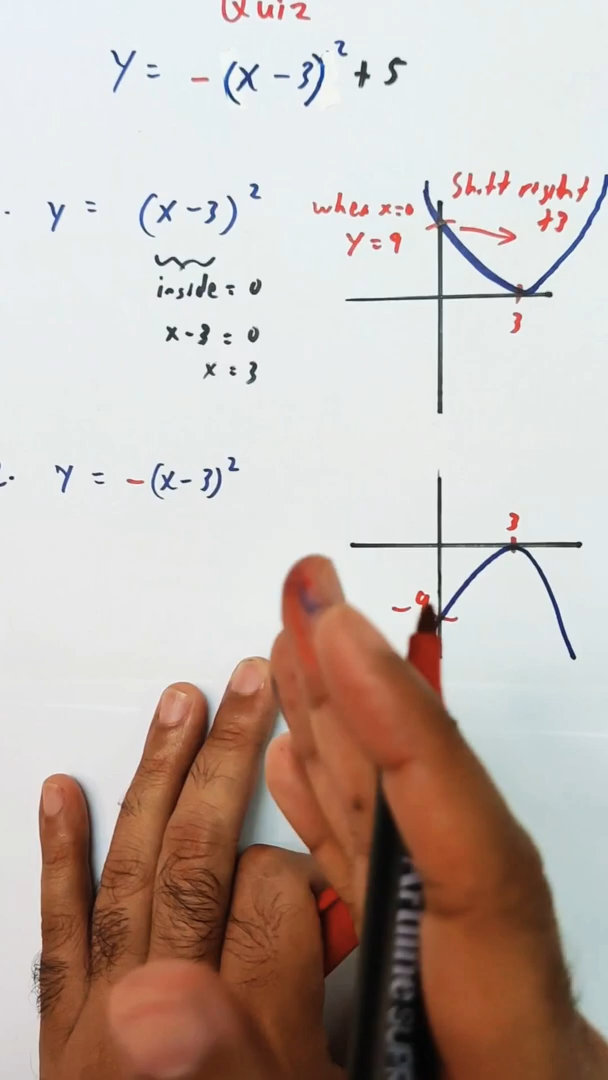 Quiz
y = -(x - 3)² + 5
. y = (x-3)²
inside = 0
x-3 = 0
x = 3
when x=0
y = 9
Shift right
+3
3
. y = -(x-3)²
3
-9